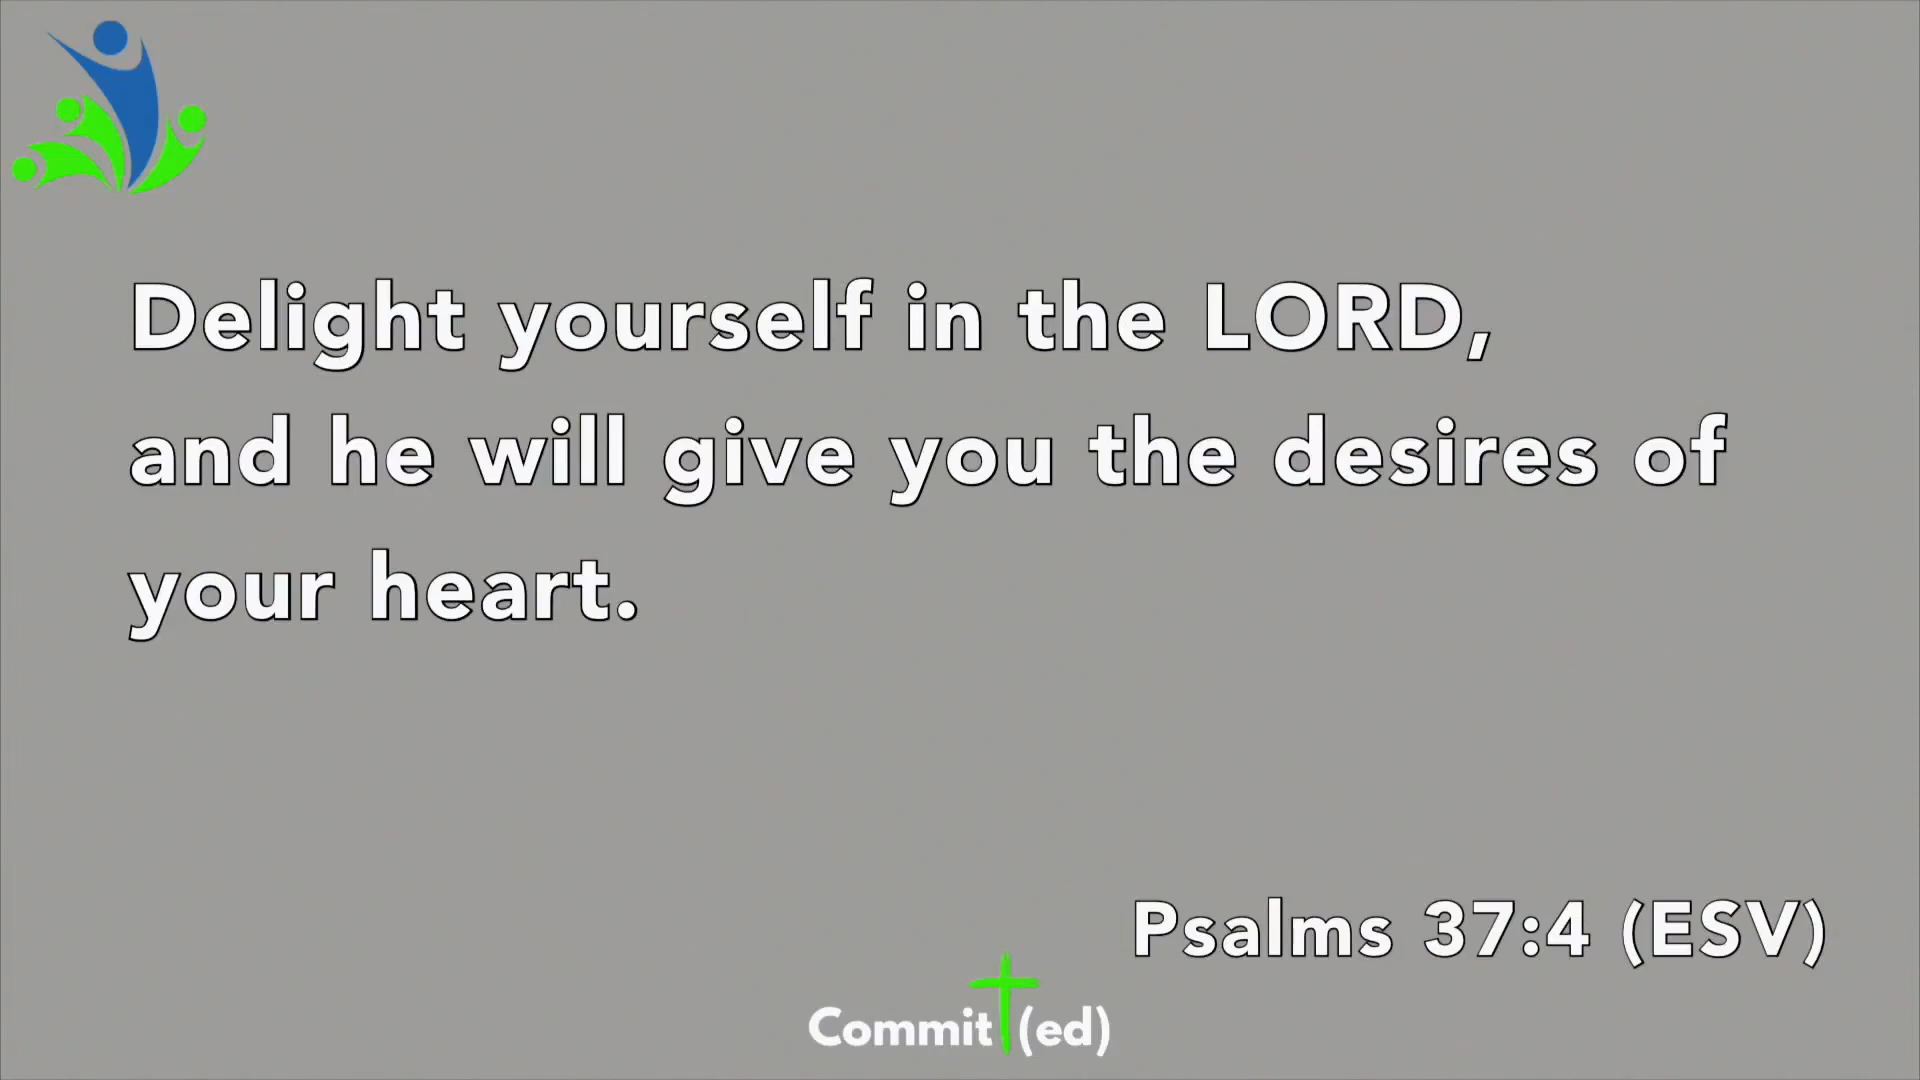 Delight yourself in the LORD,
and he will give you the desires of
your heart.
Psalms 37:4 (ESV)
Committ(ed)